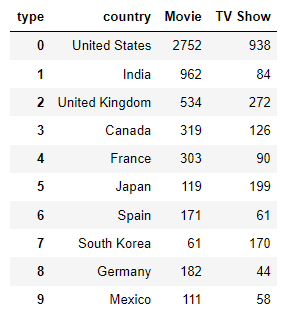 type country Movie TV Show
0 United States 2752 938
1 India 962 84
2 United Kingdom 534 272
3 Canada 319 126
4 France 303 90
5 Japan 119 199
6 Spain 171 61
7 South Korea 61 170
8 Germany 182 44
9 Mexico 111 58